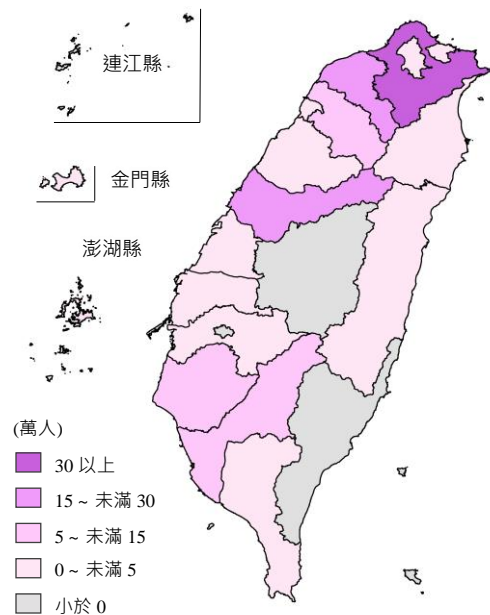 連江縣
金門縣
澎湖縣
(萬人)
30 以上
15 ~ 未滿 30
5 ~ 未滿 15
0 ~ 未滿 5
小於 0